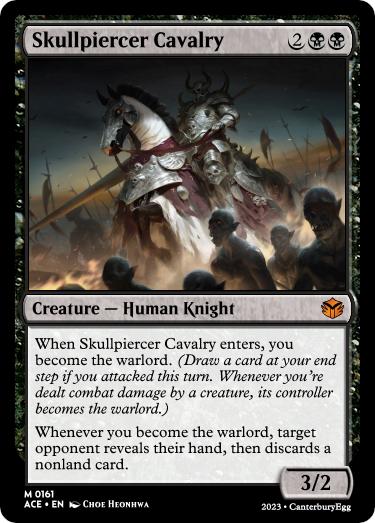 Skullpiercer Cavalry 2
Creature — Human Knight
When Skullpiercer Cavalry enters, you
become the warlord. (Draw a card at your end
step if you attacked this turn. Whenever you're
dealt combat damage by a creature, its controller
becomes the warlord.)
Whenever you become the warlord, target
opponent reveals their hand, then discards a
nonland card.
3/2
M 0161
ACE • EN Choe Heonhwa
2023 • CanterburyEgg